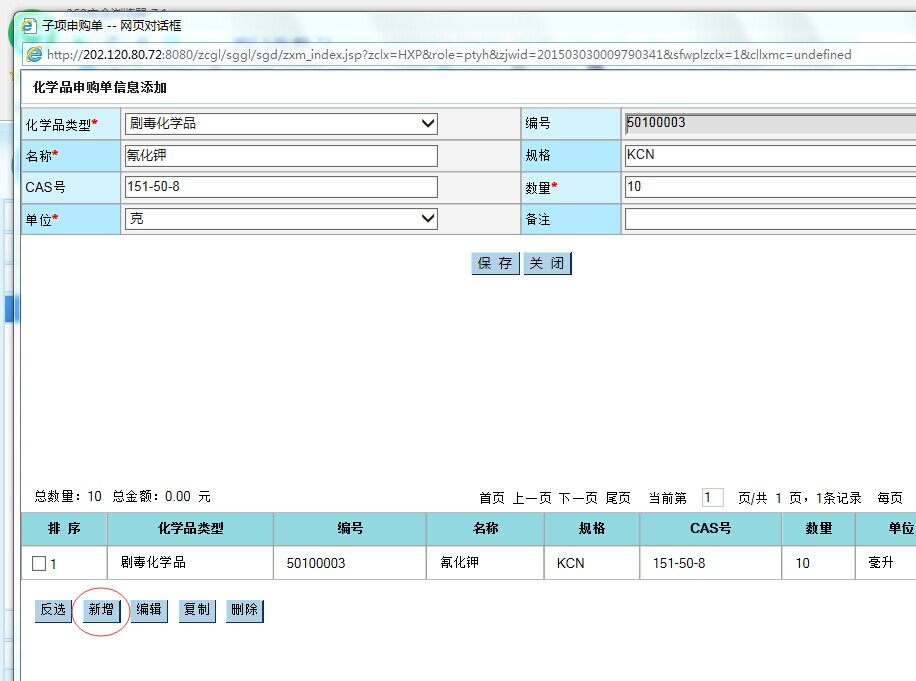 子项申购单 -- 网页对话框
http://202.120.80.72:8080/zcgl/sggl/sgd/zxm_index.jsp?zclx=HXP&role=ptyh&zjwid=201503030009790341&sfwplzclx=1&cllxmc=undefined
化学品申购单信息添加
化学品类型* 剧毒化学品 编号 50100003
名称* 氰化钾 规格 KCN
CAS号 151-50-8 数量* 10
单位* 克 备注
保 存 关 闭
总数量：10 总金额：0.00 元 首页 上一页 下一页 尾页 当前第 1 页/共 1 页，1条记录 每页
排 序 化学品类型 编号 名称 规格 CAS号 数量 单位
1 剧毒化学品 50100003 氰化钾 KCN 151-50-8 10 毫升
反选 新增 编辑 复制 删除